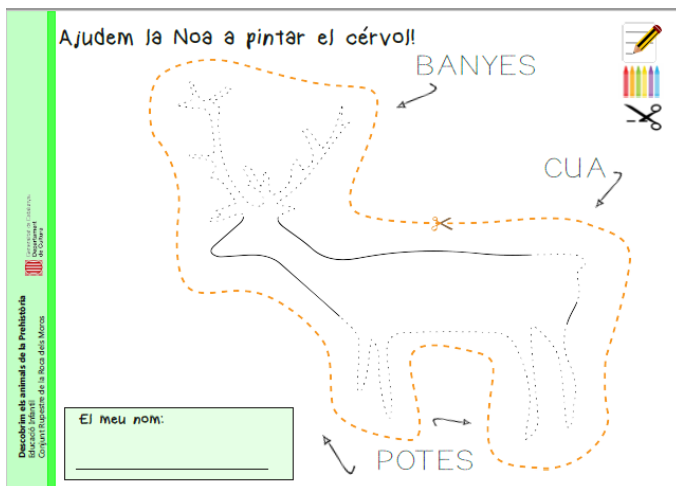 Ajudem la Noa a pintar el cérvol!
BANYES
CUA
POTES
El meu nom:
Generalitat de Catalunya
Departament
de Cultura
Descobrim els animals de la Prehistòria
Educació Infantil
Conjunt Rupestre de la Roca dels Moros